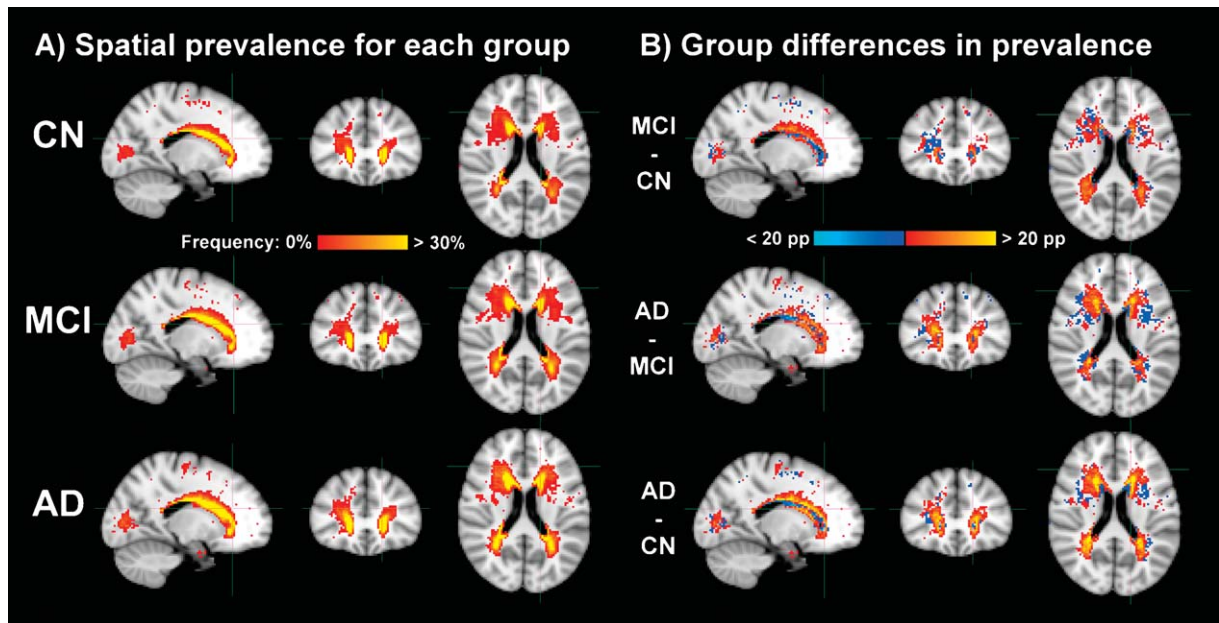 A) Spatial prevalence for each group
CN
Frequency: 0% > 30%
MCI
AD
B) Group differences in prevalence
MCI
-
CN
< 20 pp > 20 pp
AD
-
MCI
AD
-
CN